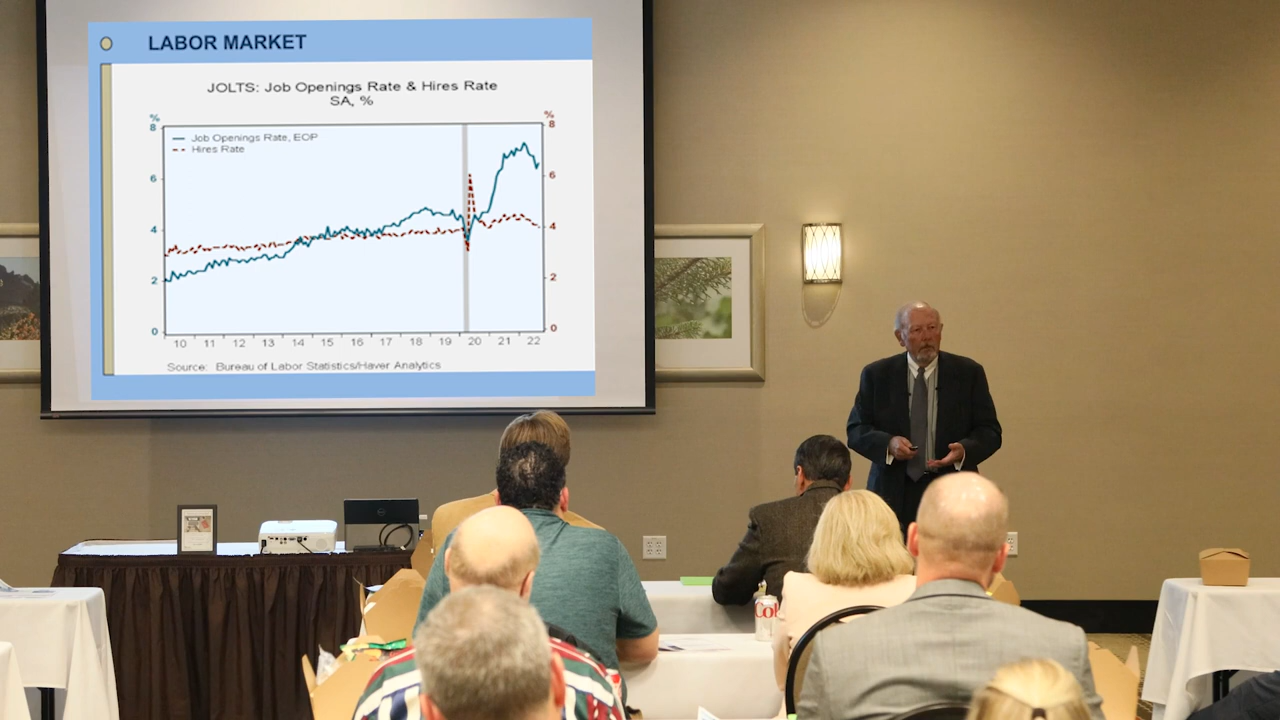 LABOR MARKET
JOLTS: Job Openings Rate & Hires Rate
SA, %
% %
8 8
Job Openings Rate, EOP
Hires Rate
6 6
4 4
2 2
0 0
10 11 12 13 14 15 16 17 18 19 20 21 22
Source: Bureau of Labor Statistics/Haver Analytics